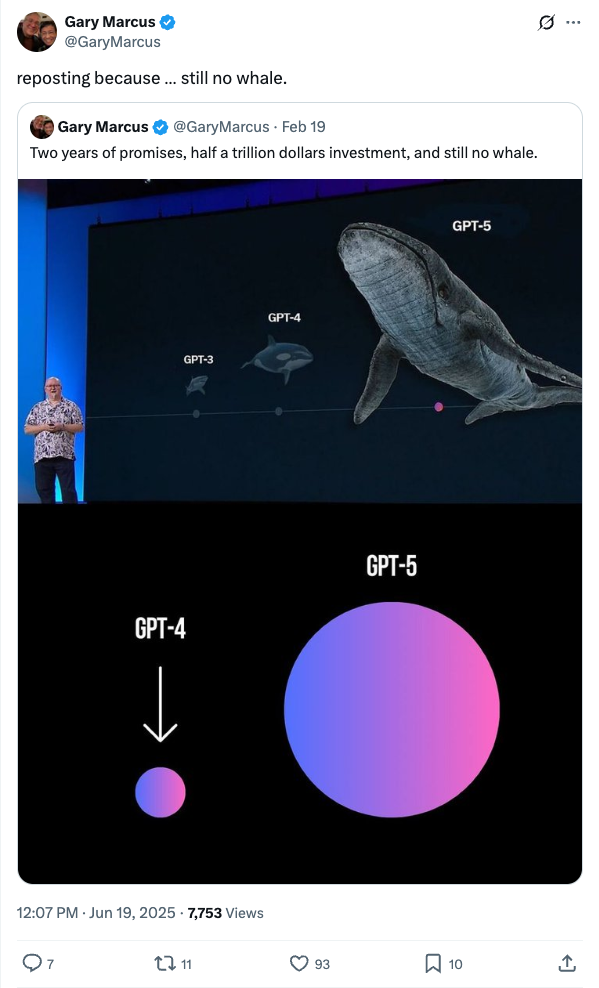 Gary Marcus
@GaryMarcus
reposting because ... still no whale.
Gary Marcus @GaryMarcus · Feb 19
Two years of promises, half a trillion dollars investment, and still no whale.
GPT-5
GPT-4
GPT-3
GPT-5
GPT-4
12:07 PM · Jun 19, 2025 · 7,753 Views
7 11 93 10